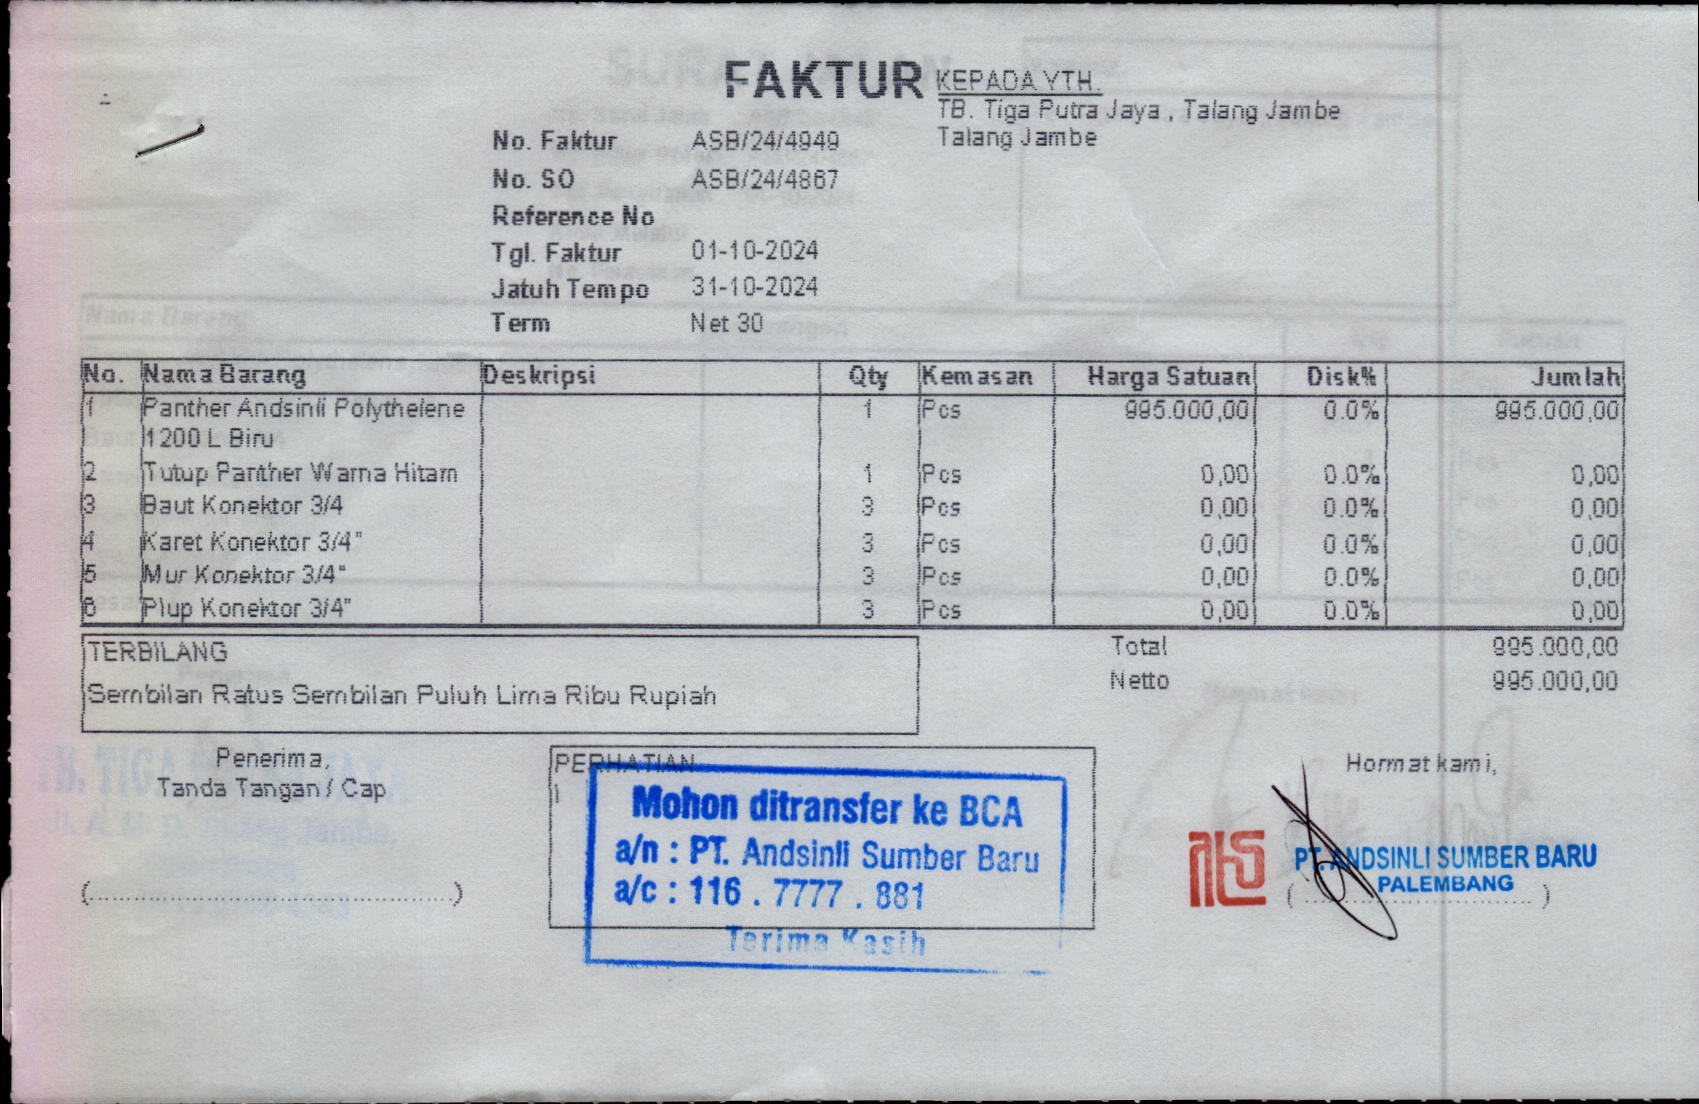 FAKTUR
KEPADA YTH.
TB. Tiga Putra Jaya , Talang Jambe
Talang Jambe
No. Faktur ASB/24/4949
No. SO ASB/24/4867
Reference No
Tgl. Faktur 01-10-2024
Jatuh Tempo 31-10-2024
Term Net 30
No. Nama Barang Deskripsi Qty Kemasan Harga Satuan Disk% Jumlah
1 Panther Andsinli Polythelene 1 Pcs 995.000,00 0.0% 995.000,00
1200 L Biru
2 Tutup Panther Warna Hitam 1 Pcs 0,00 0.0% 0,00
3 Baut Konektor 3/4 3 Pcs 0,00 0.0% 0,00
4 Karet Konektor 3/4" 3 Pcs 0,00 0.0% 0,00
5 Mur Konektor 3/4" 3 Pcs 0,00 0.0% 0,00
6 Plup Konektor 3/4" 3 Pcs 0,00 0.0% 0,00
TERBILANG
Sembilan Ratus Sembilan Puluh Lima Ribu Rupiah
Total 995.000,00
Netto 995.000,00
Penerima,
Tanda Tangan / Cap
(..............................................)
PERHATIAN
Mohon ditransfer ke BCA
a/n : PT. Andsinli Sumber Baru
a/c : 116 . 7777 . 881
Terima Kasih
Hormat kami,
PT. ANDSINLI SUMBER BARU
PALEMBANG
(..............................)